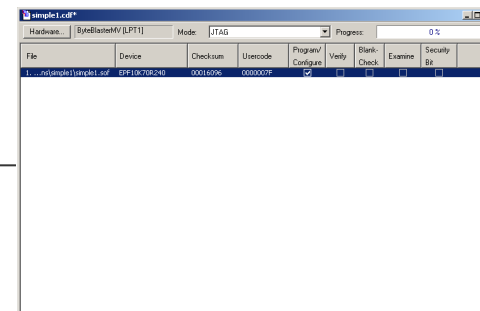 simple1.cdf*
Hardware... ByteBlasterMV [LPT1] Mode: JTAG Progress: 0 %
File Device Checksum Usercode Program/ Configure Verify Blank- Check Examine Security Bit
1. ...ns\simple1\simple1.sof EPF10K70R240 00016096 0000007F